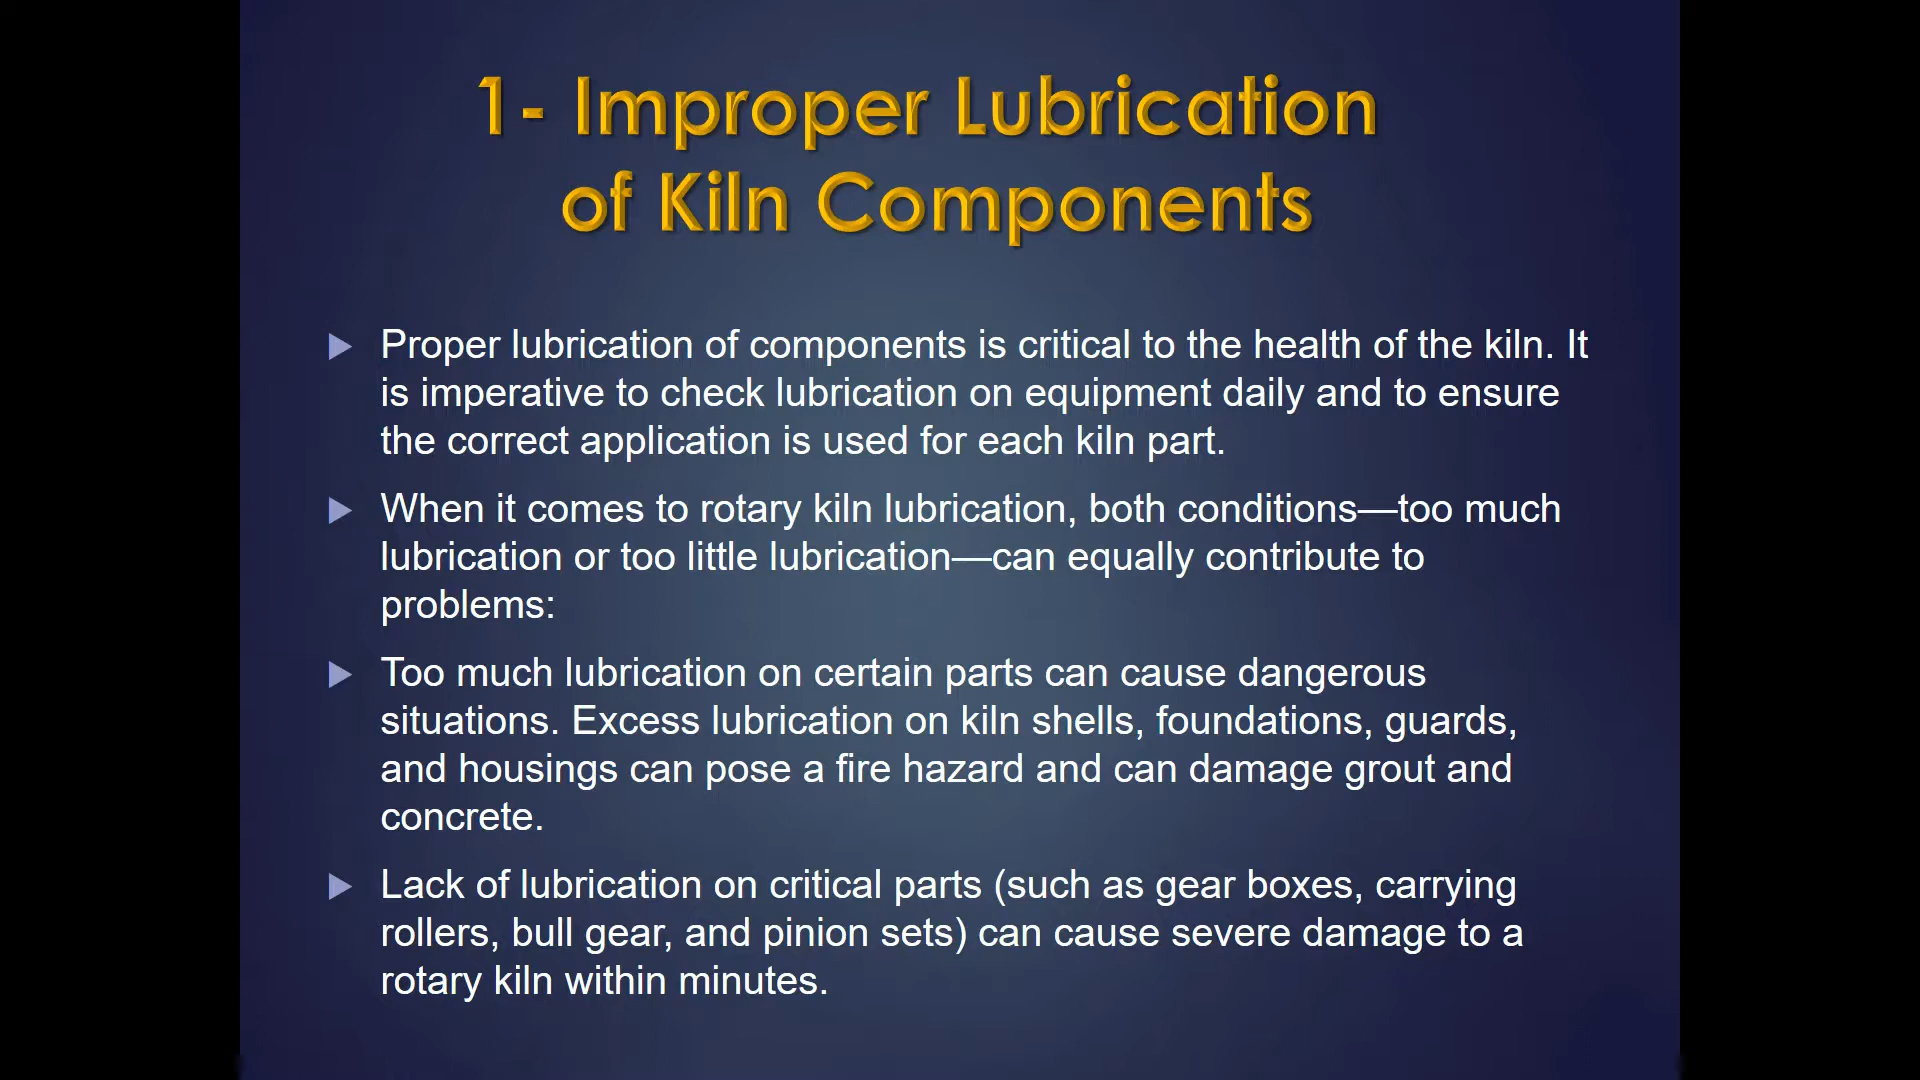 1- Improper Lubrication
of Kiln Components
Proper lubrication of components is critical to the health of the kiln. It
is imperative to check lubrication on equipment daily and to ensure
the correct application is used for each kiln part.
When it comes to rotary kiln lubrication, both conditions—too much
lubrication or too little lubrication—can equally contribute to
problems:
Too much lubrication on certain parts can cause dangerous
situations. Excess lubrication on kiln shells, foundations, guards,
and housings can pose a fire hazard and can damage grout and
concrete.
Lack of lubrication on critical parts (such as gear boxes, carrying
rollers, bull gear, and pinion sets) can cause severe damage to a
rotary kiln within minutes.